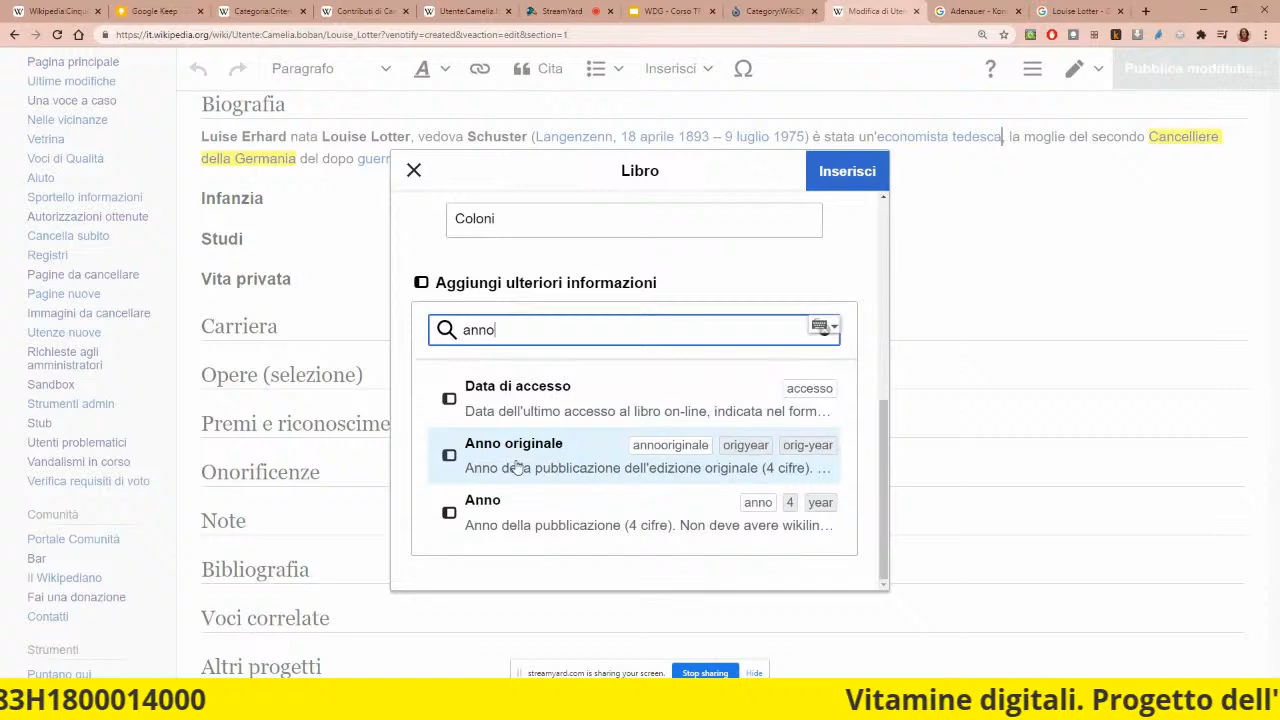 Wikipedia:Cinqu
Google Keep
Categoria:Criter
Contributi di Ca
Utente:Camelia.b
StreamYard
WDG - Corso TF
Category:WikiD
Modifica di Ute
Adenauer - Ko
Louise Lotter - C
https://it.wikipedia.org/wiki/Utente:Camelia.boban/Louise_Lotter?venotify=created&veaction=edit&section=1
Paragrafo
A
Cita
Inserisci
Ω
?
Pubblica modifiche...
Pagina principale
Ultime modifiche
Una voce a caso
Nelle vicinanze
Vetrina
Voci di Qualità
Aiuto
Sportello informazioni
Autorizzazioni ottenute
Cancella subito
Registri
Pagine da cancellare
Pagine nuove
Immagini da cancellare
Utenze nuove
Richieste agli
amministratori
Sandbox
Strumenti admin
Stub
Utenti problematici
Vandalismi in corso
Verifica requisiti di voto
Comunità
Portale Comunità
Bar
Il Wikipediano
Fai una donazione
Contatti
Strumenti
Puntano qui
Biografia
Luise Erhard nata Louise Lotter, vedova Schuster (Langenzenn, 18 aprile 1893 – 9 luglio 1975) è stata un'economista tedesca, la moglie del secondo Cancelliere
della Germania del dopo guerr
Infanzia
Studi
Vita privata
Carriera
Opere (selezione)
Premi e riconoscime
Onorificenze
Note
Bibliografia
Voci correlate
Altri progetti
Libro
Inserisci
Coloni
Aggiungi ulteriori informazioni
anno
Data di accesso accesso
Data dell'ultimo accesso al libro on-line, indicata nel form...
Anno originale annooriginale origyear orig-year
Anno della pubblicazione dell'edizione originale (4 cifre). ...
Anno anno 4 year
Anno della pubblicazione (4 cifre). Non deve avere wikilin...
streamyard.com is sharing your screen. Stop sharing Hide
83H1800014000 Vitamine digitali. Progetto dell'